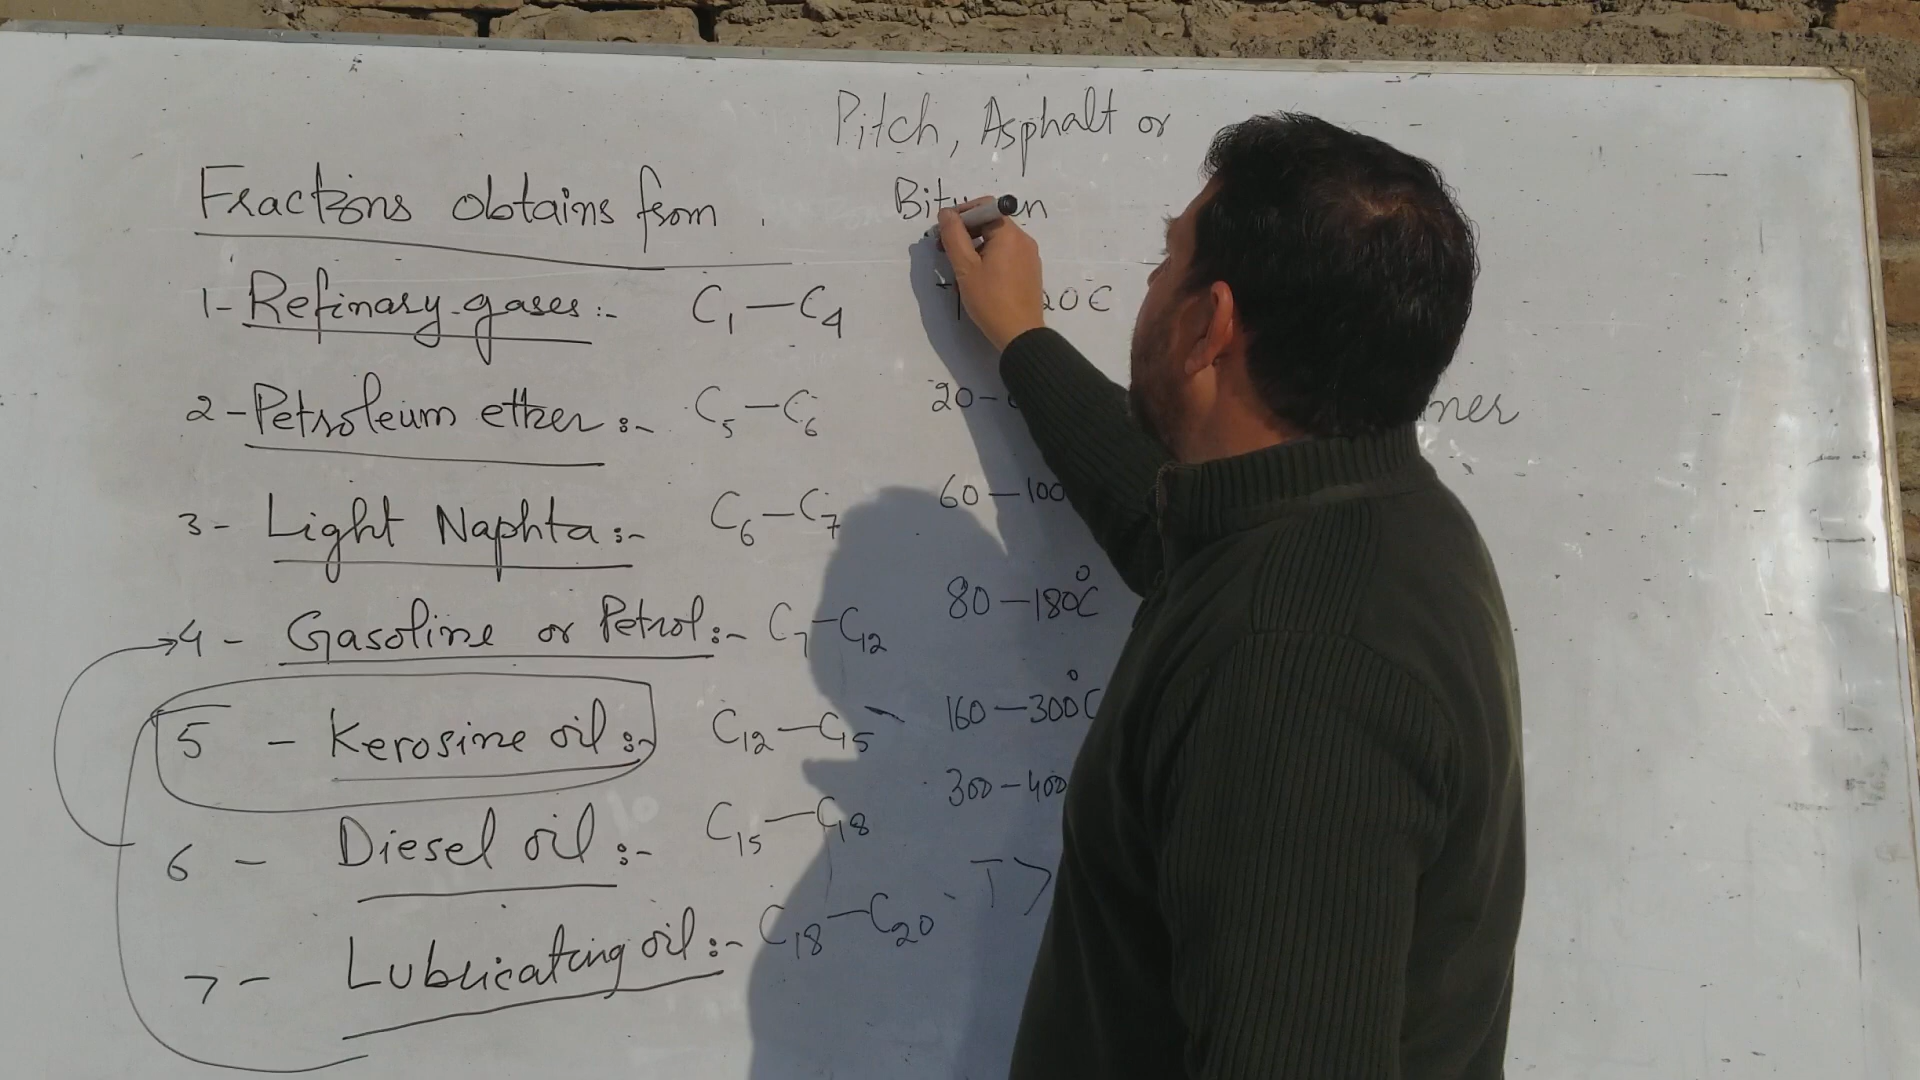 Pitch, Asphalt or
Bitumen
Fractions obtains from
1- Refinary gases:- C1 – C4 20C
2- Petroleum ether:- C5 – C6 20-
3- Light Naphta:- C6 – C7 60 – 100
4- Gasoline or Petrol:- C7 – C12 80 – 180°C
5 - Kerosine oil:- C12 – C15 160 – 300°C
6 - Diesel oil:- C15 – C18 300 – 400
7- Lubricating oil:- C18 – C20 T >